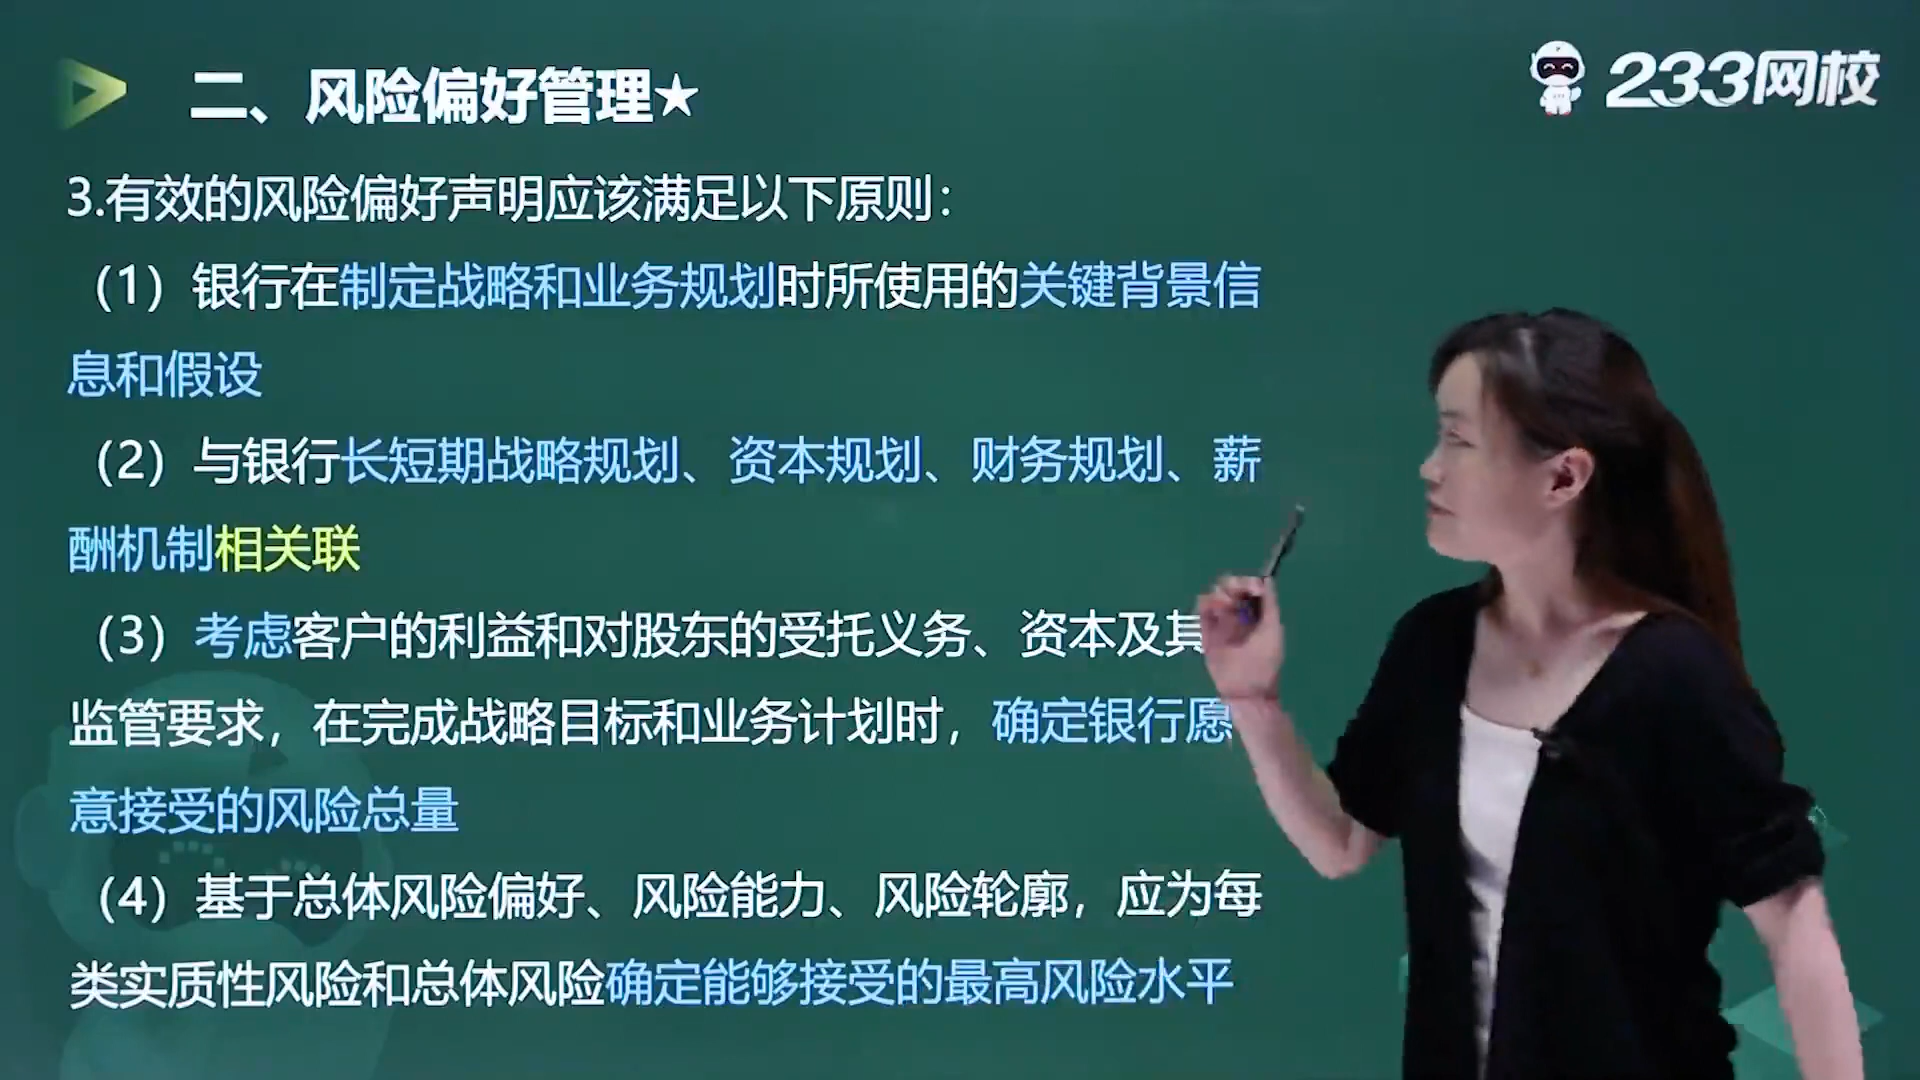 二、风险偏好管理★
233网校
3.有效的风险偏好声明应该满足以下原则：
（1）银行在制定战略和业务规划时所使用的关键背景信
息和假设
（2）与银行长短期战略规划、资本规划、财务规划、薪
酬机制相关联
（3）考虑客户的利益和对股东的受托义务、资本及其
监管要求，在完成战略目标和业务计划时，确定银行愿
意接受的风险总量
（4）基于总体风险偏好、风险能力、风险轮廓，应为每
类实质性风险和总体风险确定能够接受的最高风险水平